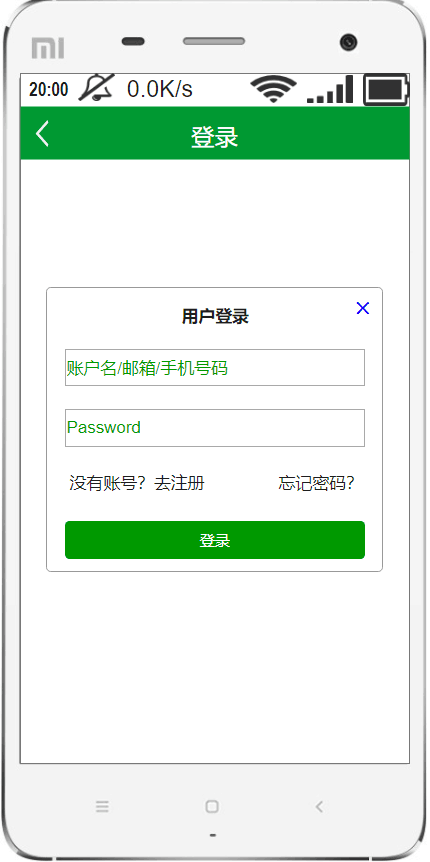 MI
20:00 0.0K/s
登录
用户登录
账户名/邮箱/手机号码
Password
没有账号？去注册 忘记密码？
登录